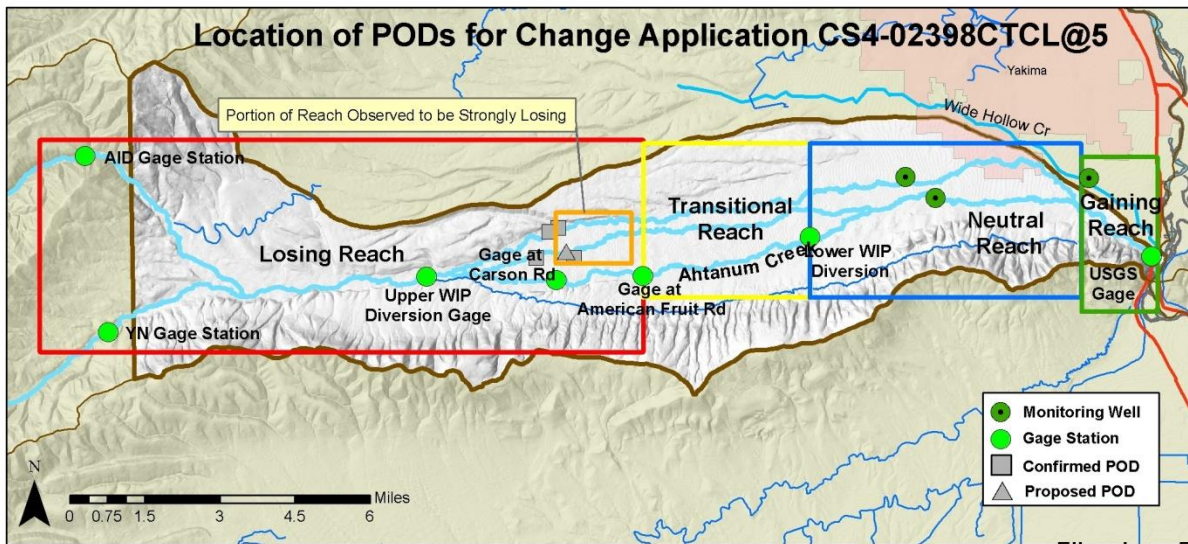 Location of PODs for Change Application CS4-02398CTCL@5
Yakima
Portion of Reach Observed to be Strongly Losing
Wide Hollow Cr
AID Gage Station
Losing Reach
Gage at
Carson Rd
Transitional
Reach
Neutral
Reach
Gaining
Reach
Upper WIP
Diversion Gage
Ahtanum Creek
Lower WIP
Diversion
Gage at
American Fruit Rd
USGS
Gage
YN Gage Station
Monitoring Well
Gage Station
Confirmed POD
Proposed POD
N
Miles
0 0.75 1.5 3 4.5 6